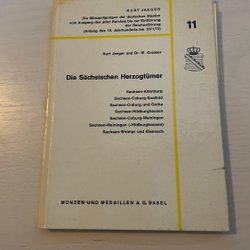 KURT JAEGER
Die Münzprägungen der deutschen Staaten
vom Ausgang des alten Reiches bis zur Einführung
der Reichswährung
(Anfang des 19. Jahrhunderts bis 1871/73)
11
Kurt Jaeger und Dr. W. Grasser
Die Sächsischen Herzogtümer
Sachsen-Altenburg
Sachsen-Coburg-Saalfeld
Sachsen-Coburg und Gotha
Sachsen-Hildburghausen
Sachsen-Coburg-Meiningen
Sachsen-Meiningen (-Hildburghausen)
Sachsen-Weimar und Eisenach
MÜNZEN UND MEDAILLEN A.G. BASEL